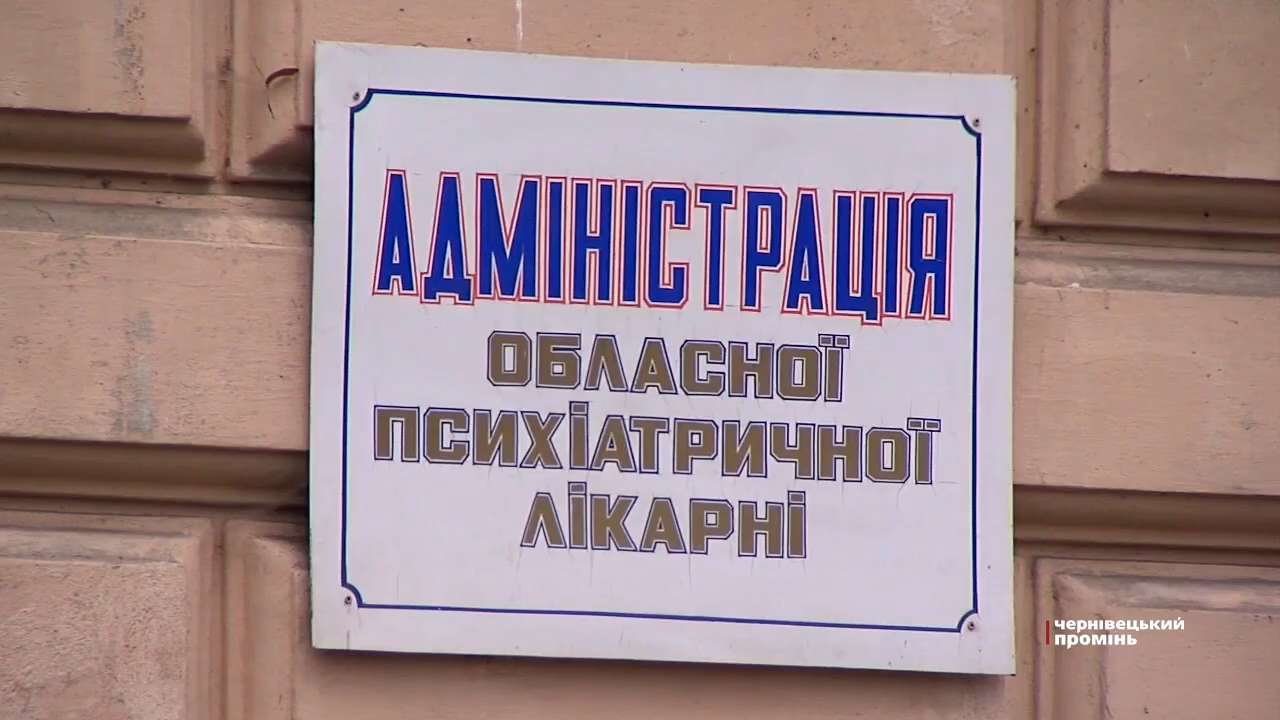 АДМІНІСТРАЦІЯ
ОБЛАСНОЇ
ПСИХІАТРИЧНОЇ
ЛІКАРНІ
чернівецький
промінь